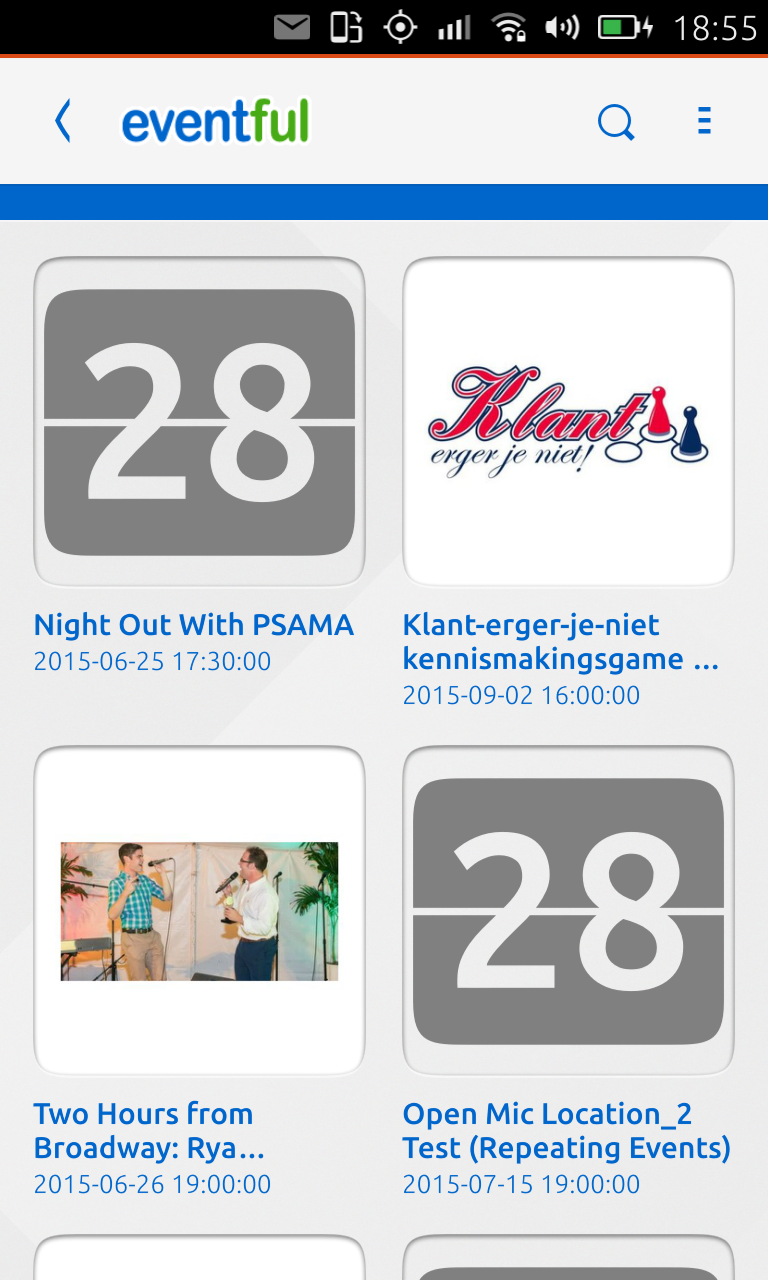 18:55
eventful
28
Klant
erger je niet!
Night Out With PSAMA
2015-06-25 17:30:00
Klant-erger-je-niet
kennismakingsgame ...
2015-09-02 16:00:00
28
Two Hours from
Broadway: Rya...
2015-06-26 19:00:00
Open Mic Location_2
Test (Repeating Events)
2015-07-15 19:00:00